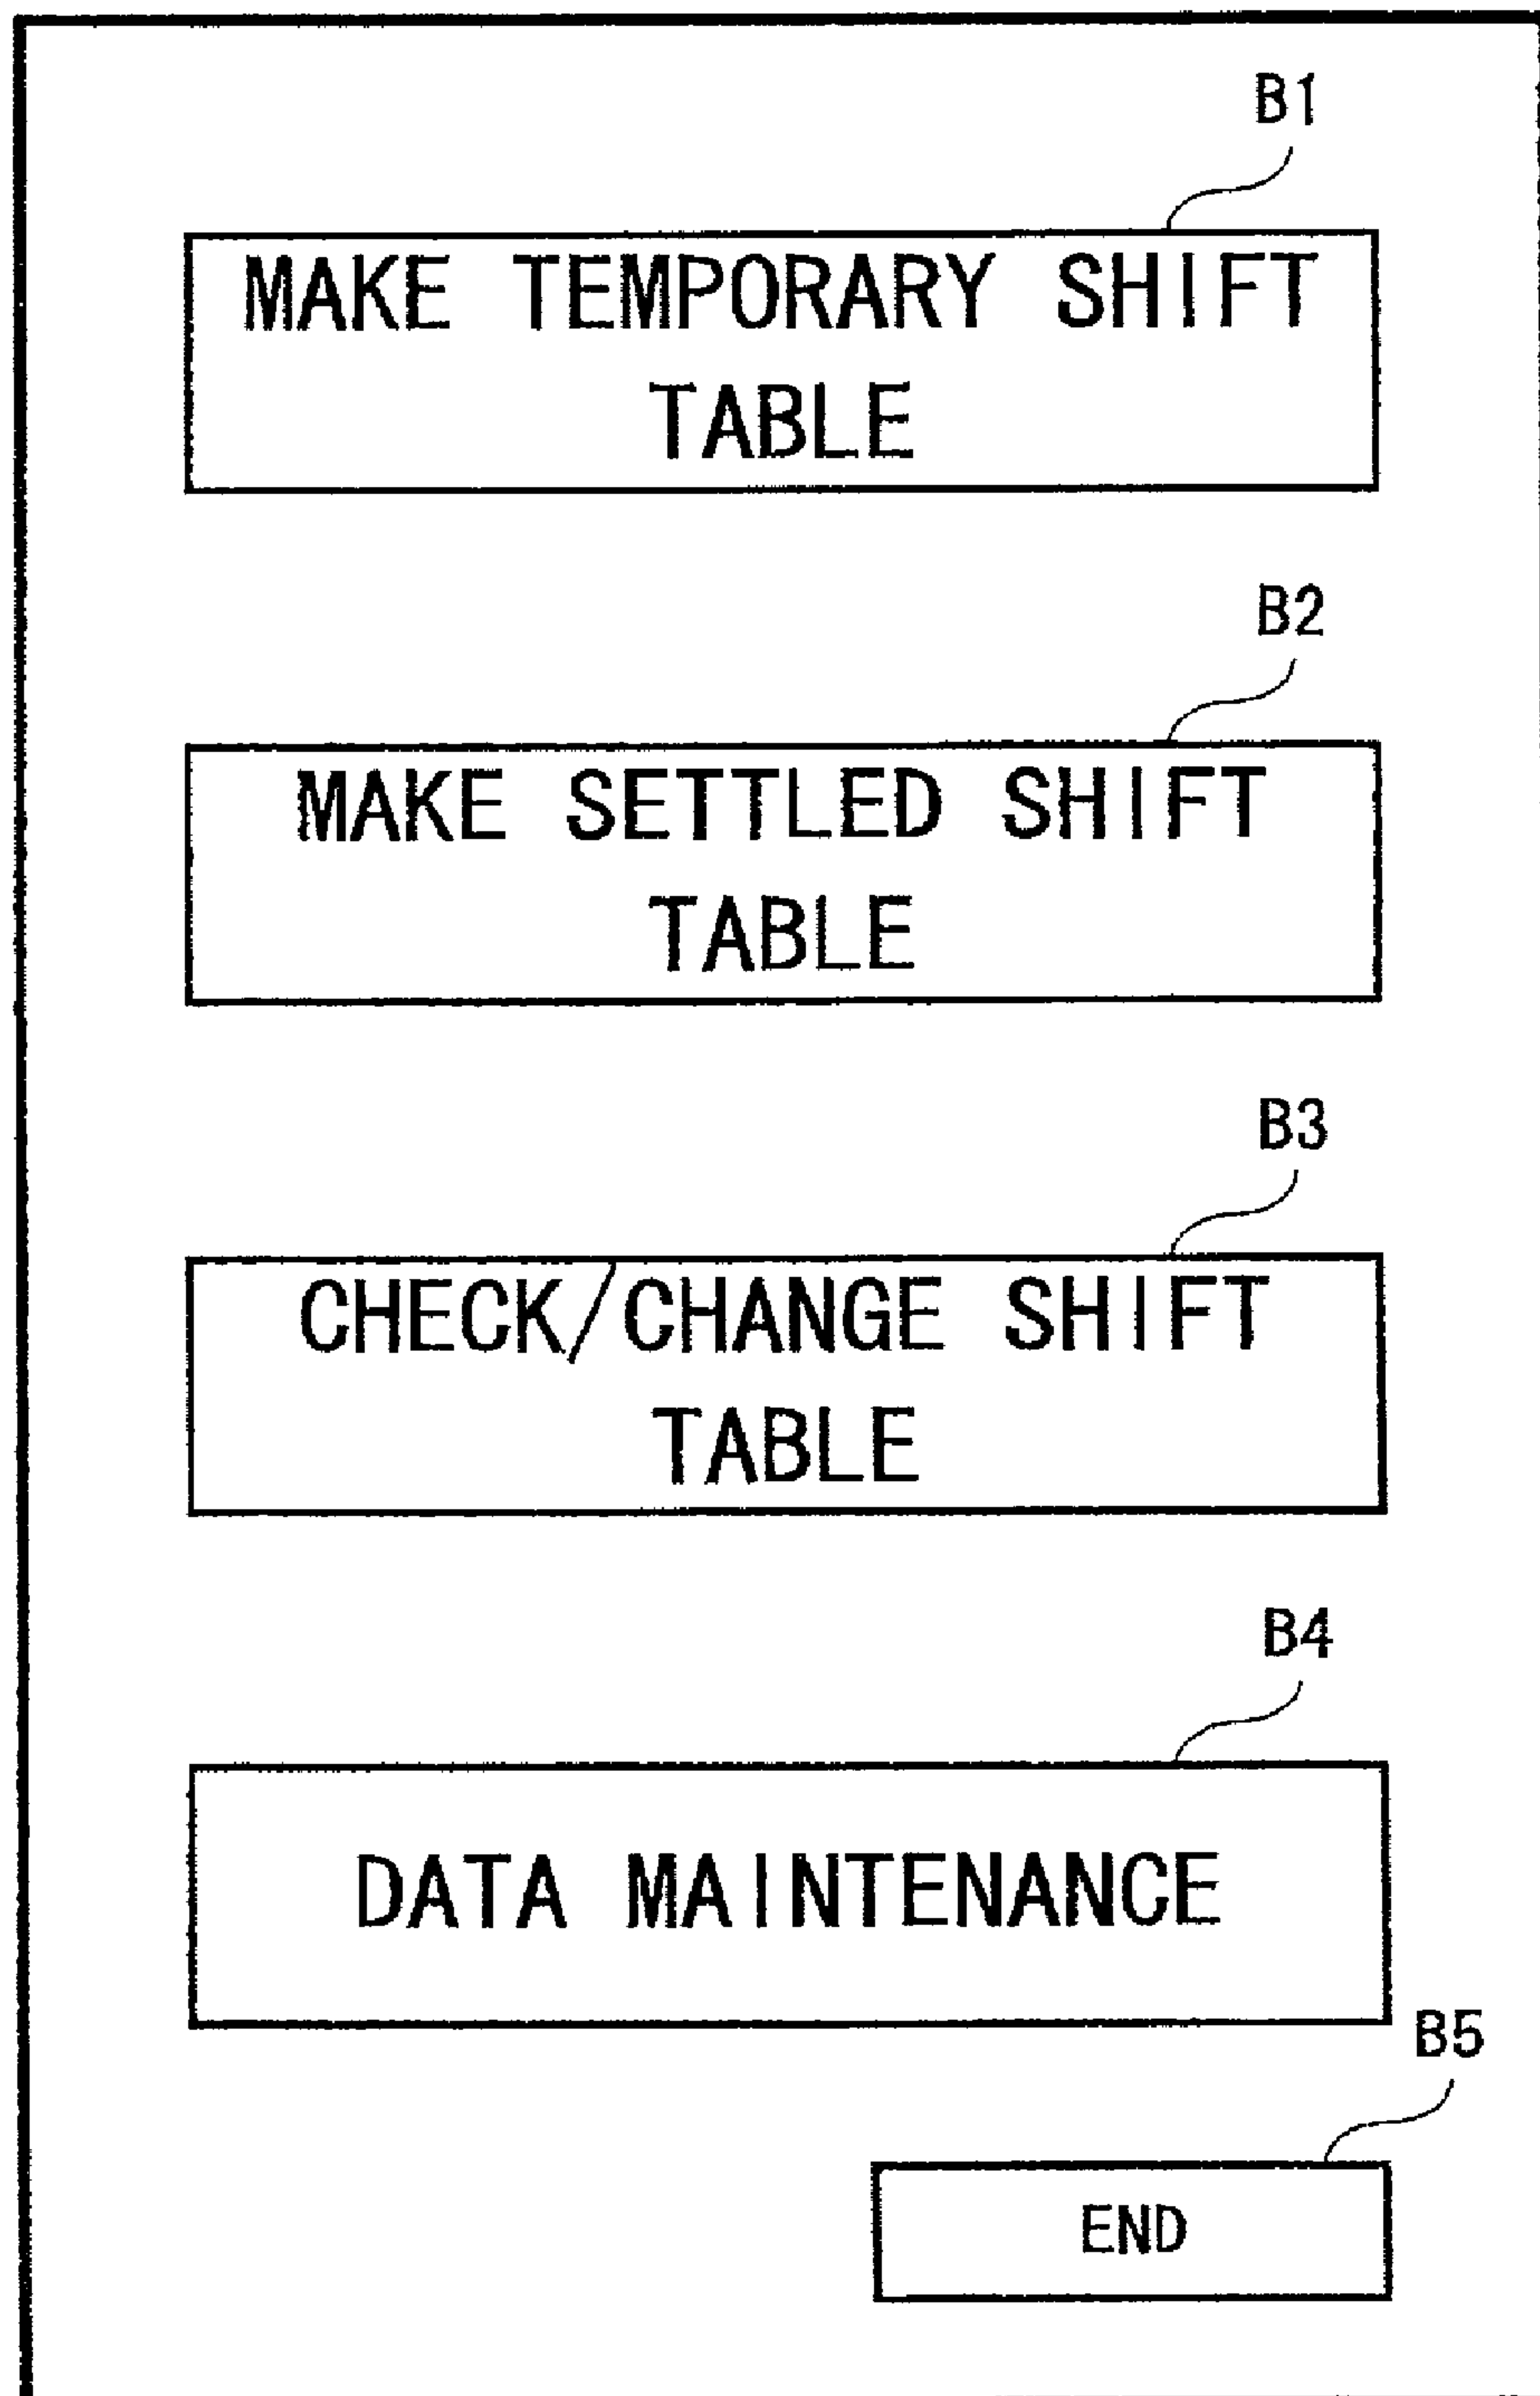 B1
MAKE TEMPORARY SHIFT
TABLE
B2
MAKE SETTLED SHIFT
TABLE
B3
CHECK/CHANGE SHIFT
TABLE
B4
DATA MAINTENANCE
B5
END